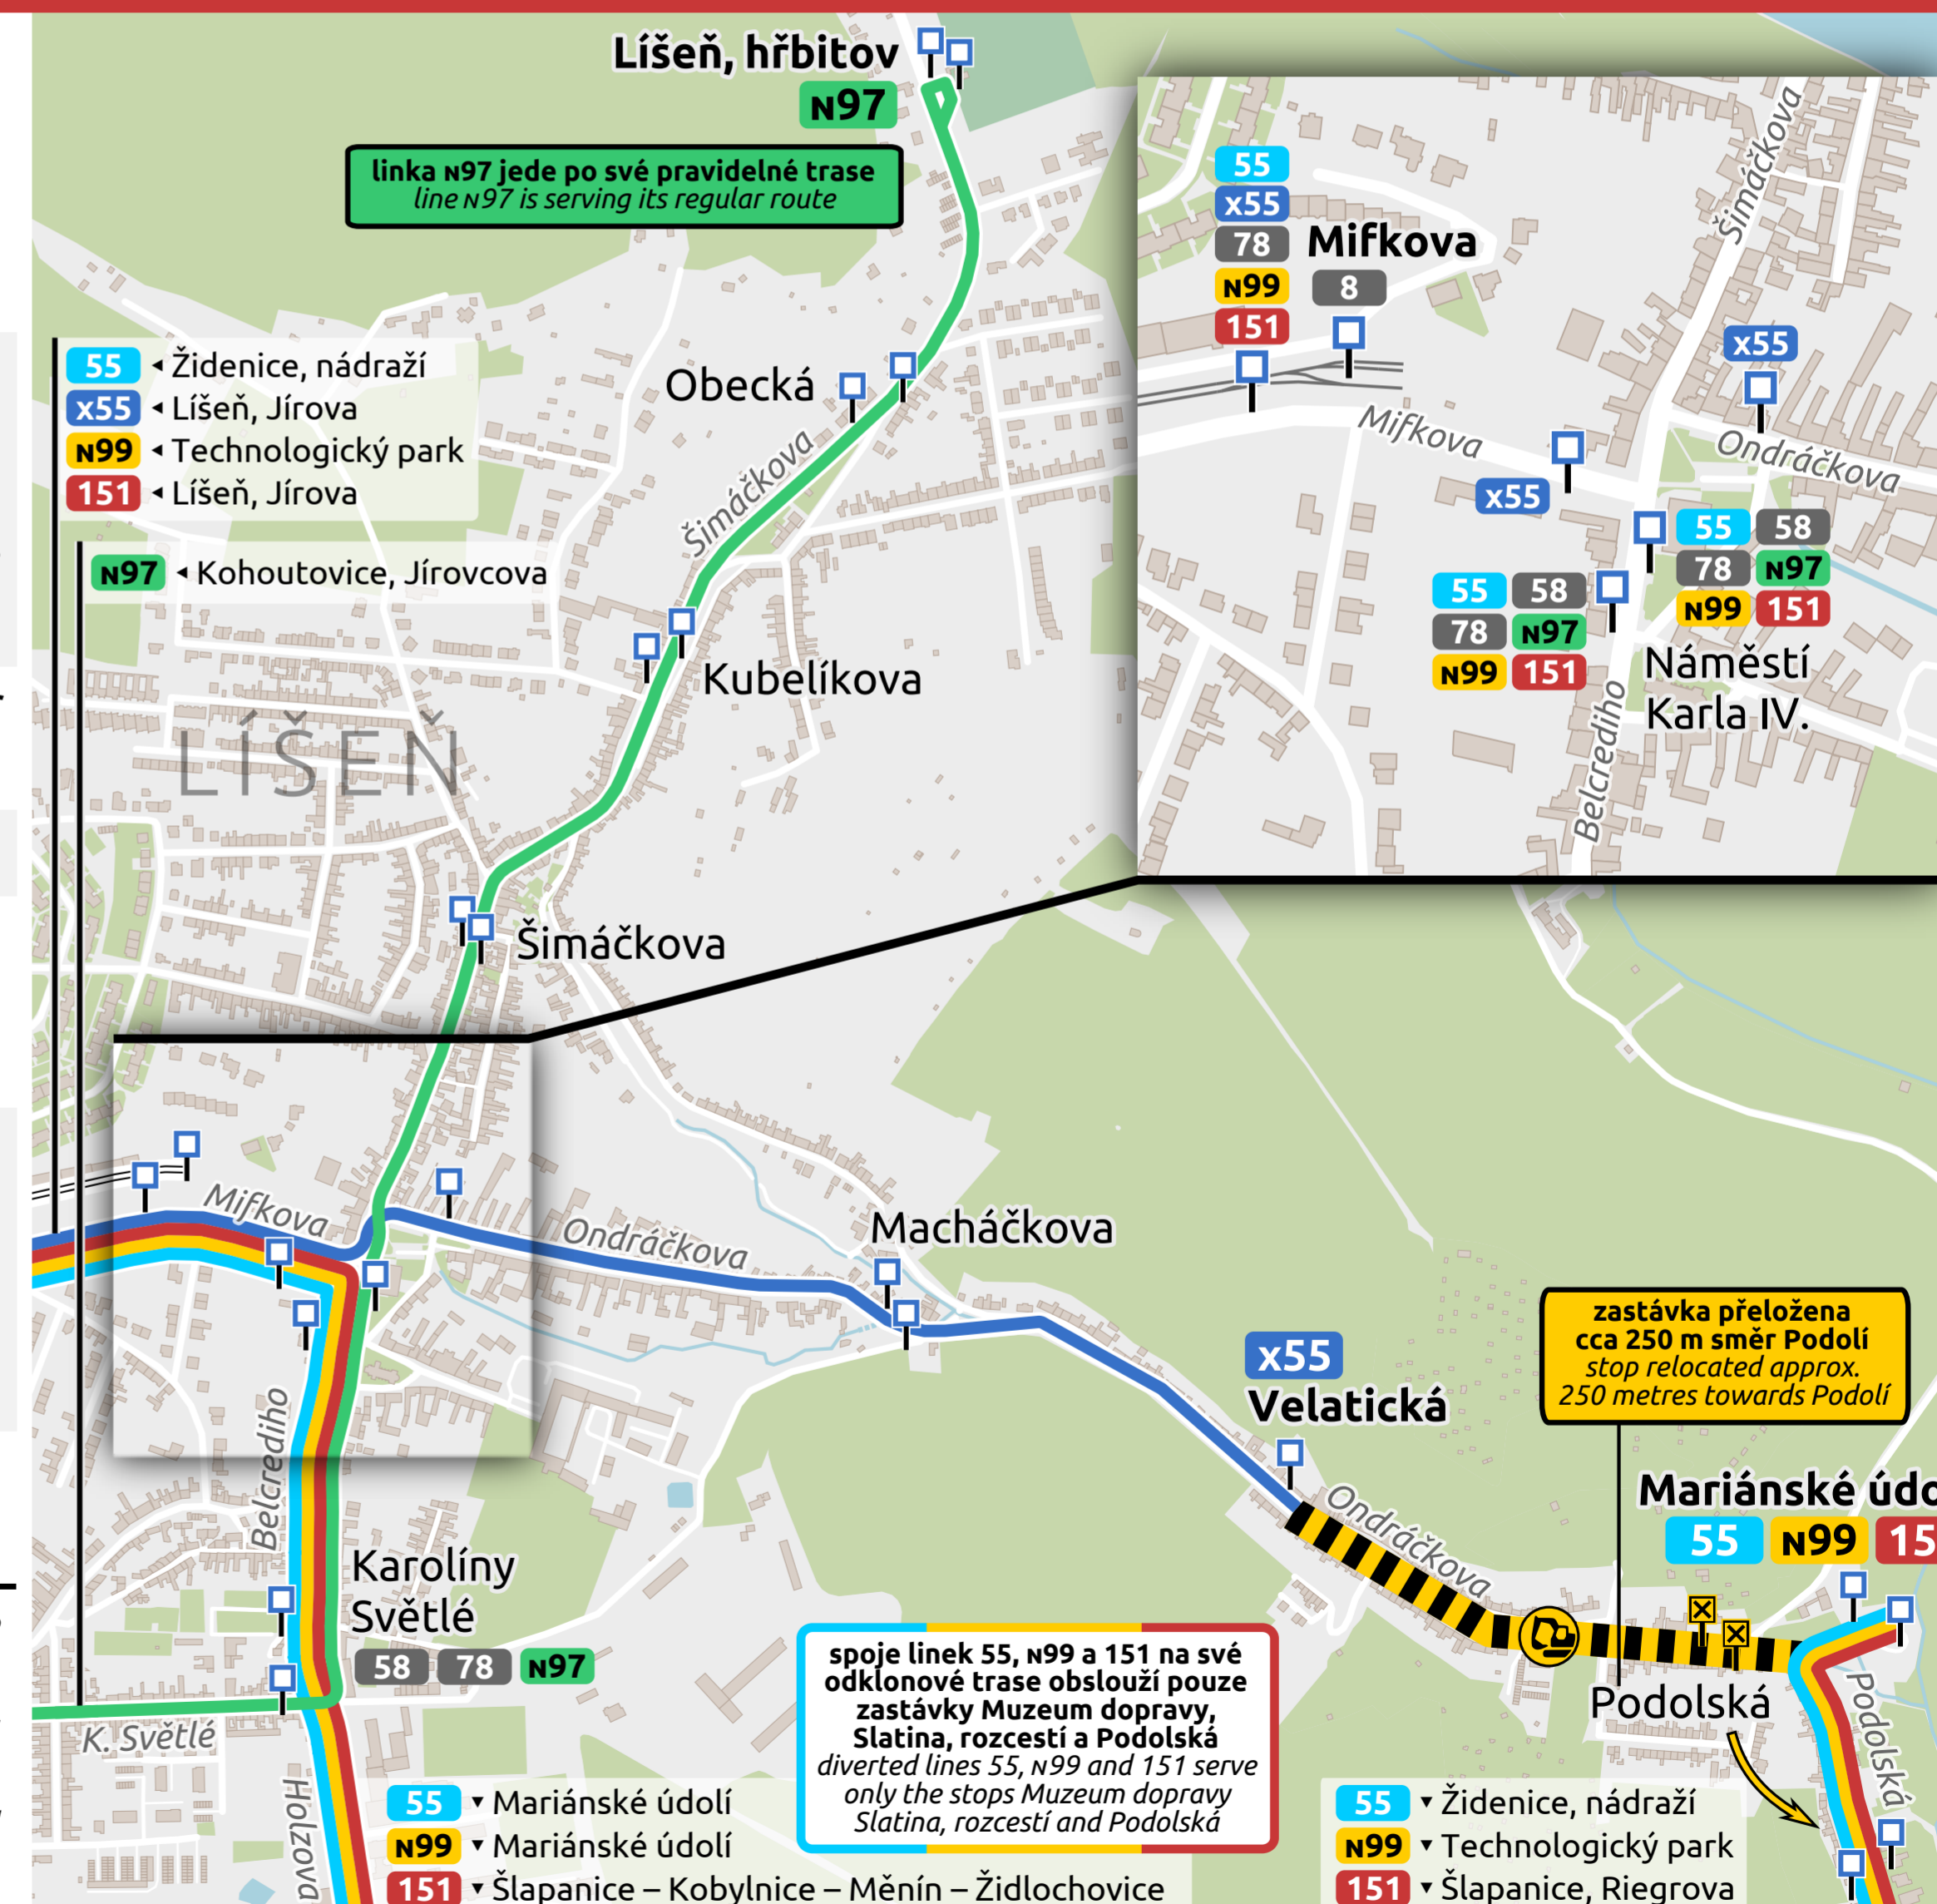 Líšeň, hřbitov
N97
linka N97 jede po své pravidelné trase
line N97 is serving its regular route
55 ◂ Židenice, nádraží
x55 ◂ Líšeň, Jírova
N99 ◂ Technologický park
151 ◂ Líšeň, Jírova
N97 ◂ Kohoutovice, Jírovcova
Obecká
Šimáčkova
Kubelíkova
LÍŠEŇ
Šimáčkova
55
x55
78
N99
151
Mifkova
8
Šimáčkova
x55
Mifkova
Ondráčkova
x55
55 58
78 N97
N99 151
55 58
78 N97
N99 151
Náměstí
Karla IV.
Belcrediho
Mifkova
Ondráčkova
Macháčkova
x55
Velatická
zastávka přeložena
cca 250 m směr Podolí
stop relocated approx.
250 metres towards Podolí
Belcrediho
Ondráčkova
Mariánské údo
55 N99 15
Karolíny
Světlé
58 78 N97
K. Světlé
Holzova
spoje linek 55, N99 a 151 na své
odklonové trase obslouží pouze
zastávky Muzeum dopravy,
Slatina, rozcestí a Podolská
diverted lines 55, N99 and 151 serve
only the stops Muzeum dopravy
Slatina, rozcestí and Podolská
Podolská
Podolská
55 ▾ Mariánské údolí
N99 ▾ Mariánské údolí
151 ▾ Šlapanice – Kobylnice – Měnín – Židlochovice
55 ▾ Židenice, nádraží
N99 ▾ Technologický park
151 ▾ Šlapanice, Riegrova